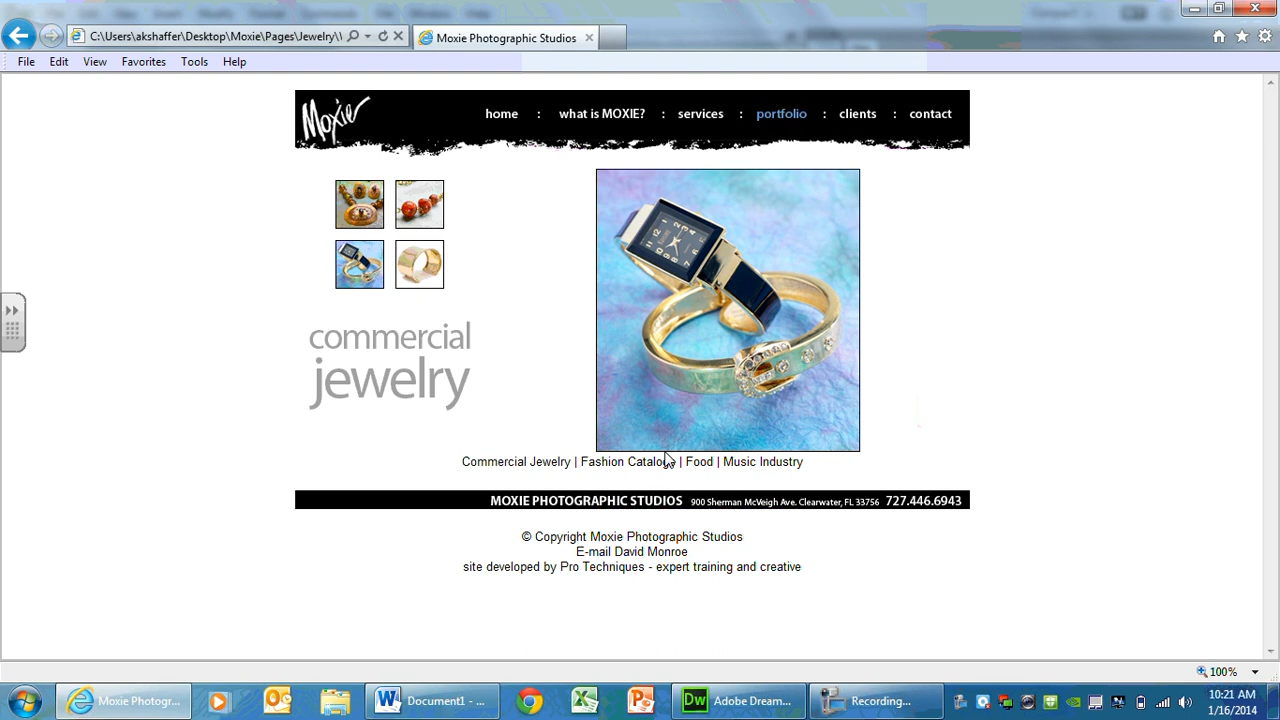 C:\Users\akshaffer\Desktop\Moxie\Pages\Jewelry\
Moxie Photographic Studios
File Edit View Favorites Tools Help
Moxie
home : what is MOXIE? : services : portfolio : clients : contact
commercial
jewelry
Commercial Jewelry | Fashion Catalog | Food | Music Industry
MOXIE PHOTOGRAPHIC STUDIOS 900 Sherman McVeigh Ave. Clearwater, FL 33756 727.446.6943
© Copyright Moxie Photographic Studios
E-mail David Monroe
site developed by Pro Techniques - expert training and creative
100%
Moxie Photogr...
Document1 - ...
Adobe Dream...
Recording...
10:21 AM
1/16/2014